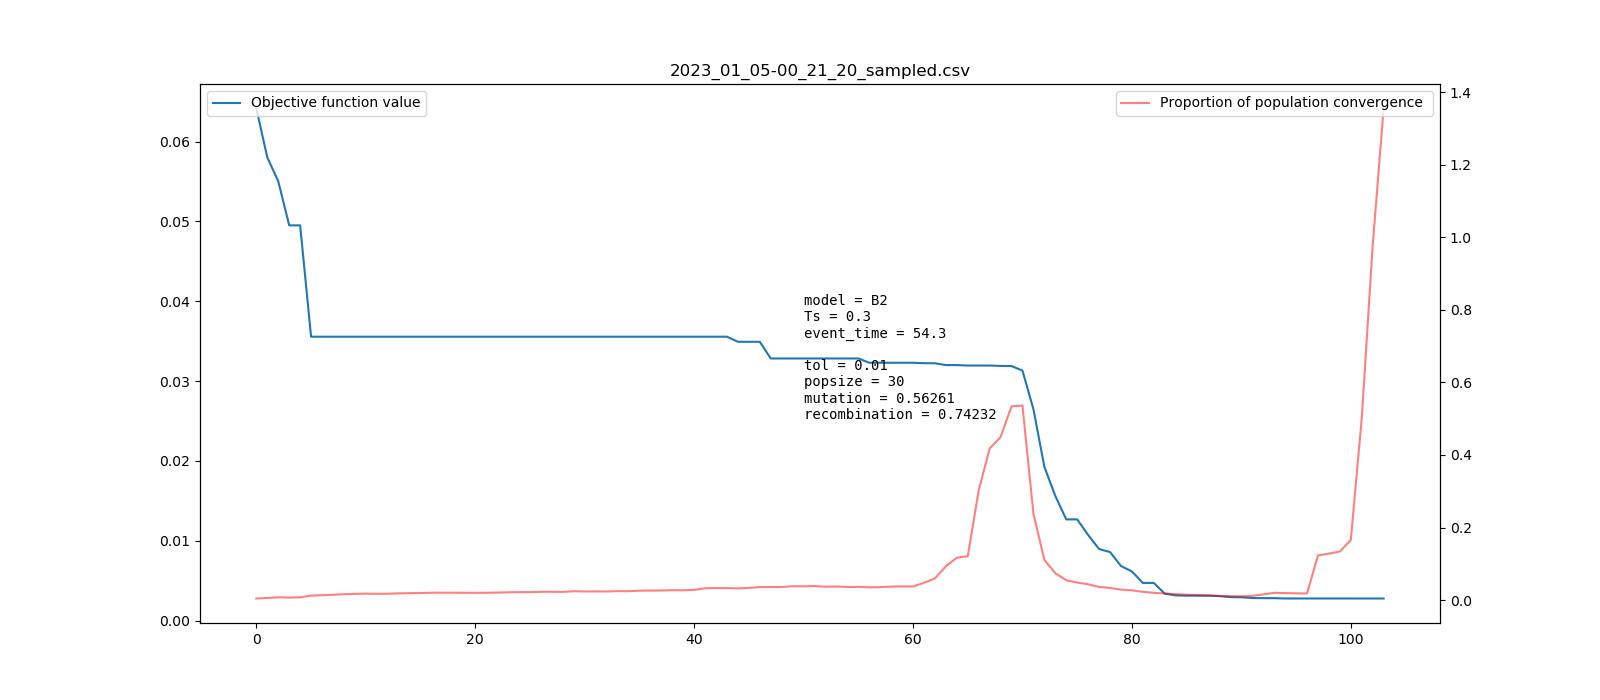 2023_01_05-00_21_20_sampled.csv
Objective function value
Proportion of population convergence
0.06
0.05
0.04
0.03
0.02
0.01
0.00
1.4
1.2
1.0
0.8
0.6
0.4
0.2
0.0
model = B2
Ts = 0.3
event_time = 54.3
tol = 0.01
popsize = 30
mutation = 0.56261
recombination = 0.74232
0 20 40 60 80 100